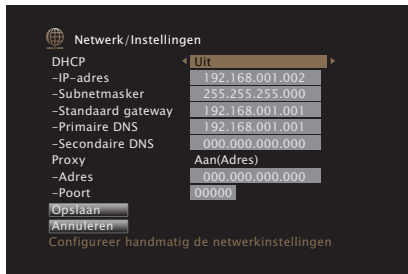 Netwerk/Instellingen
DHCP Uit
–IP–adres 192.168.001.002
–Subnetmasker 255.255.255.000
–Standaard gateway 192.168.001.001
–Primaire DNS 192.168.001.001
–Secondaire DNS 000.000.000.000
Proxy Aan(Adres)
–Adres 000.000.000.000
–Poort 00000
Opslaan
Annuleren
Configureer handmatig de netwerkinstellingen